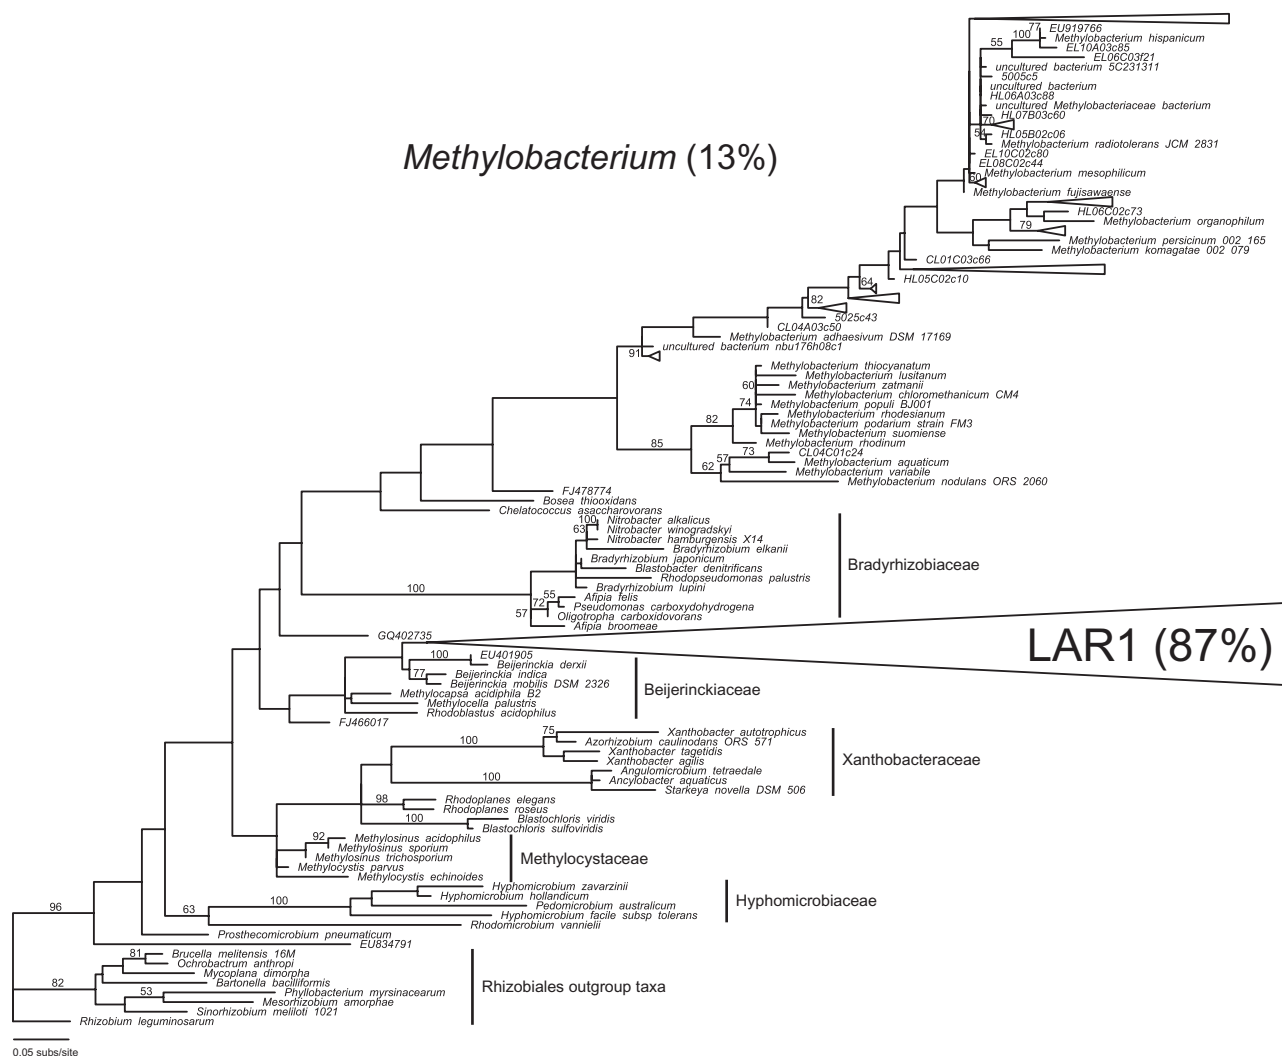 77
EU919766
100
Methylobacterium hispanicum
55
EL10A03c85
EL06C03f21
uncultured bacterium 5C231311
5005c5
uncultured bacterium
HL06A03c88
uncultured Methylobacteriaceae bacterium
HL07B03c60
70
54
HL05B02c06
Methylobacterium radiotolerans JCM 2831
EL10C02c80
EL08C02c44
Methylobacterium mesophilicum
60
Methylobacterium fujisawaense
Methylobacterium (13%)
HL06C02c73
Methylobacterium organophilum
79
Methylobacterium persicinum 002 165
Methylobacterium komagatae 002 079
CL01C03c66
HL05C02c10
64
82
5025c43
CL04A03c50
Methylobacterium adhaesivum DSM 17169
uncultured bacterium nbu176h08c1
91
Methylobacterium thiocyanatum
Methylobacterium lusitanum
60
Methylobacterium zatmanii
Methylobacterium chloromethanicum CM4
74
Methylobacterium populi BJ001
Methylobacterium rhodesianum
82
Methylobacterium podarium strain FM3
Methylobacterium suomiense
85
Methylobacterium rhodinum
73
CL04C01c24
57
Methylobacterium aquaticum
62
Methylobacterium variabile
Methylobacterium nodulans ORS 2060
FJ478774
Bosea thiooxidans
Chelatococcus asaccharovorans
100
Nitrobacter alkalicus
63
Nitrobacter winogradskyi
Nitrobacter hamburgensis X14
Bradyrhizobium elkanii
Bradyrhizobium japonicum
Blastobacter denitrificans
Rhodopseudomonas palustris
100
Bradyrhizobium lupini
55
Afipia felis
72
Pseudomonas carboxydohydrogena
57
Oligotropha carboxidovorans
Afipia broomeae
Bradyrhizobiaceae
GQ402735
LAR1 (87%)
100
EU401905
Beijerinckia derxii
77
Beijerinckia indica
Beijerinckia mobilis DSM 2326
Methylocapsa acidiphila B2
Methylocella palustris
Rhodoblastus acidophilus
Beijerinckiaceae
FJ466017
75
Xanthobacter autotrophicus
100
Azorhizobium caulinodans ORS 571
Xanthobacter tagetidis
Xanthobacter agilis
100
Angulomicrobium tetraedale
Ancylobacter aquaticus
Starkeya novella DSM 506
Xanthobacteraceae
98
Rhodoplanes elegans
Rhodoplanes roseus
100
Blastochloris viridis
Blastochloris sulfoviridis
92
Methylosinus acidophilus
Methylosinus sporium
Methylosinus trichosporium
Methylocystis parvus
Methylocystis echinoides
Methylocystaceae
96
63
100
Hyphomicrobium zavarzinii
Hyphomicrobium hollandicum
Pedomicrobium australicum
Hyphomicrobium facile subsp tolerans
Rhodomicrobium vannielii
Hyphomicrobiaceae
Prosthecomicrobium pneumaticum
EU834791
81
Brucella melitensis 16M
Ochrobactrum anthropi
Mycoplana dimorpha
82
Bartonella bacilliformis
53
Phyllobacterium myrsinacearum
Mesorhizobium amorphae
Sinorhizobium meliloti 1021
Rhizobium leguminosarum
Rhizobiales outgroup taxa
0.05 subs/site